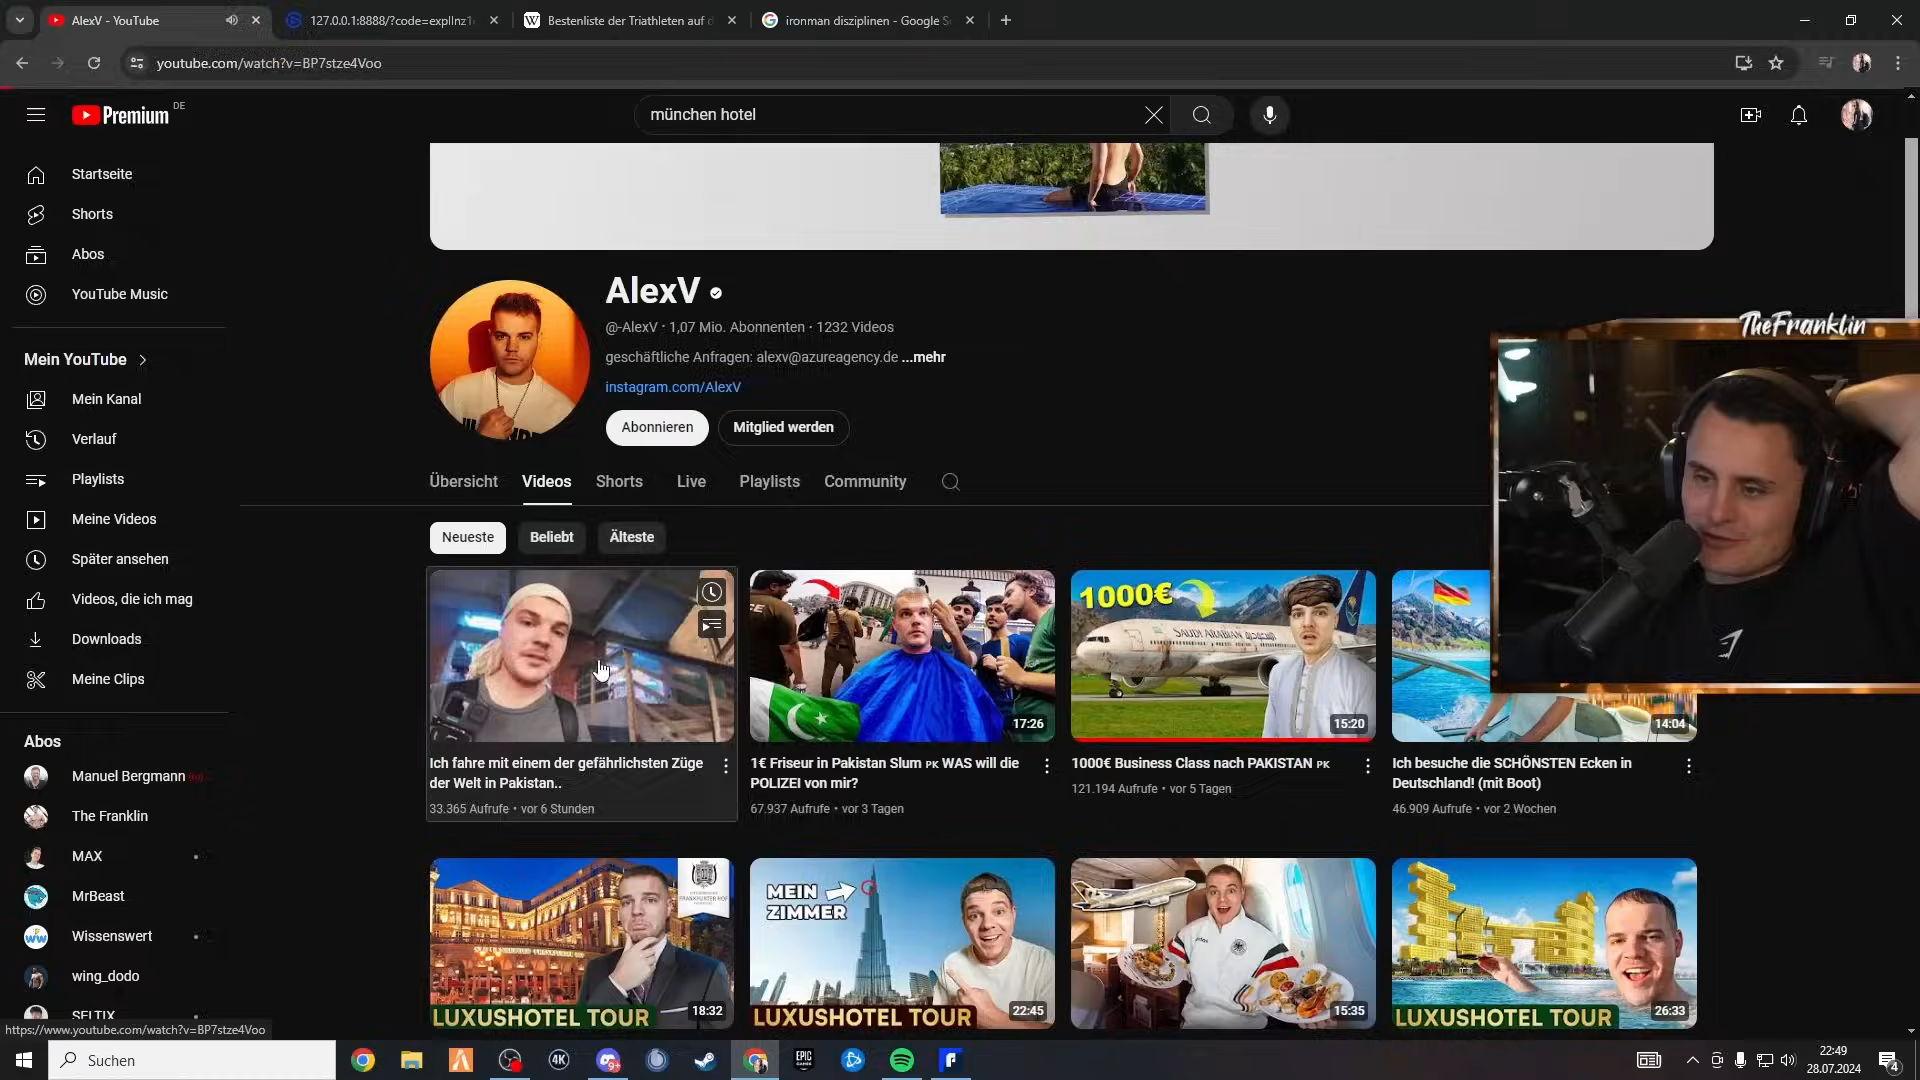 AlexV - YouTube
127.0.0.1:8888/?code=expllnz1
Bestenliste der Triathleten auf d
ironman disziplinen - Google S
youtube.com/watch?v=BP7stze4Voo
Premium
DE
münchen hotel
Startseite
Shorts
Abos
YouTube Music
Mein YouTube
Mein Kanal
Verlauf
Playlists
Meine Videos
Später ansehen
Videos, die ich mag
Downloads
Meine Clips
Abos
Manuel Bergmann
The Franklin
MAX
MrBeast
Wissenswert
wing_dodo
SELTIX
AlexV
@-AlexV • 1,07 Mio. Abonnenten • 1232 Videos
geschäftliche Anfragen: alexv@azureagency.de ...mehr
instagram.com/AlexV
Abonnieren
Mitglied werden
Übersicht
Videos
Shorts
Live
Playlists
Community
Neueste
Beliebt
Älteste
TheFranklin
17:26
1000€
SAUDI ARABIAN
15:20
14:04
Ich fahre mit einem der gefährlichsten Züge
der Welt in Pakistan..
33.365 Aufrufe • vor 6 Stunden
1€ Friseur in Pakistan Slum PK WAS will die
POLIZEI von mir?
67.937 Aufrufe • vor 3 Tagen
1000€ Business Class nach PAKISTAN PK
121.194 Aufrufe • vor 5 Tagen
Ich besuche die SCHÖNSTEN Ecken in
Deutschland! (mit Boot)
46.909 Aufrufe • vor 2 Wochen
FRANKFURTER HOF
LUXUSHOTEL TOUR
18:32
MEIN
ZIMMER
LUXUSHOTEL TOUR
22:45
15:35
LUXUSHOTEL TOUR
26:33
https://www.youtube.com/watch?v=BP7stze4Voo
Suchen
4K
9+
EPIC
GAMES
22:49
28.07.2024
4